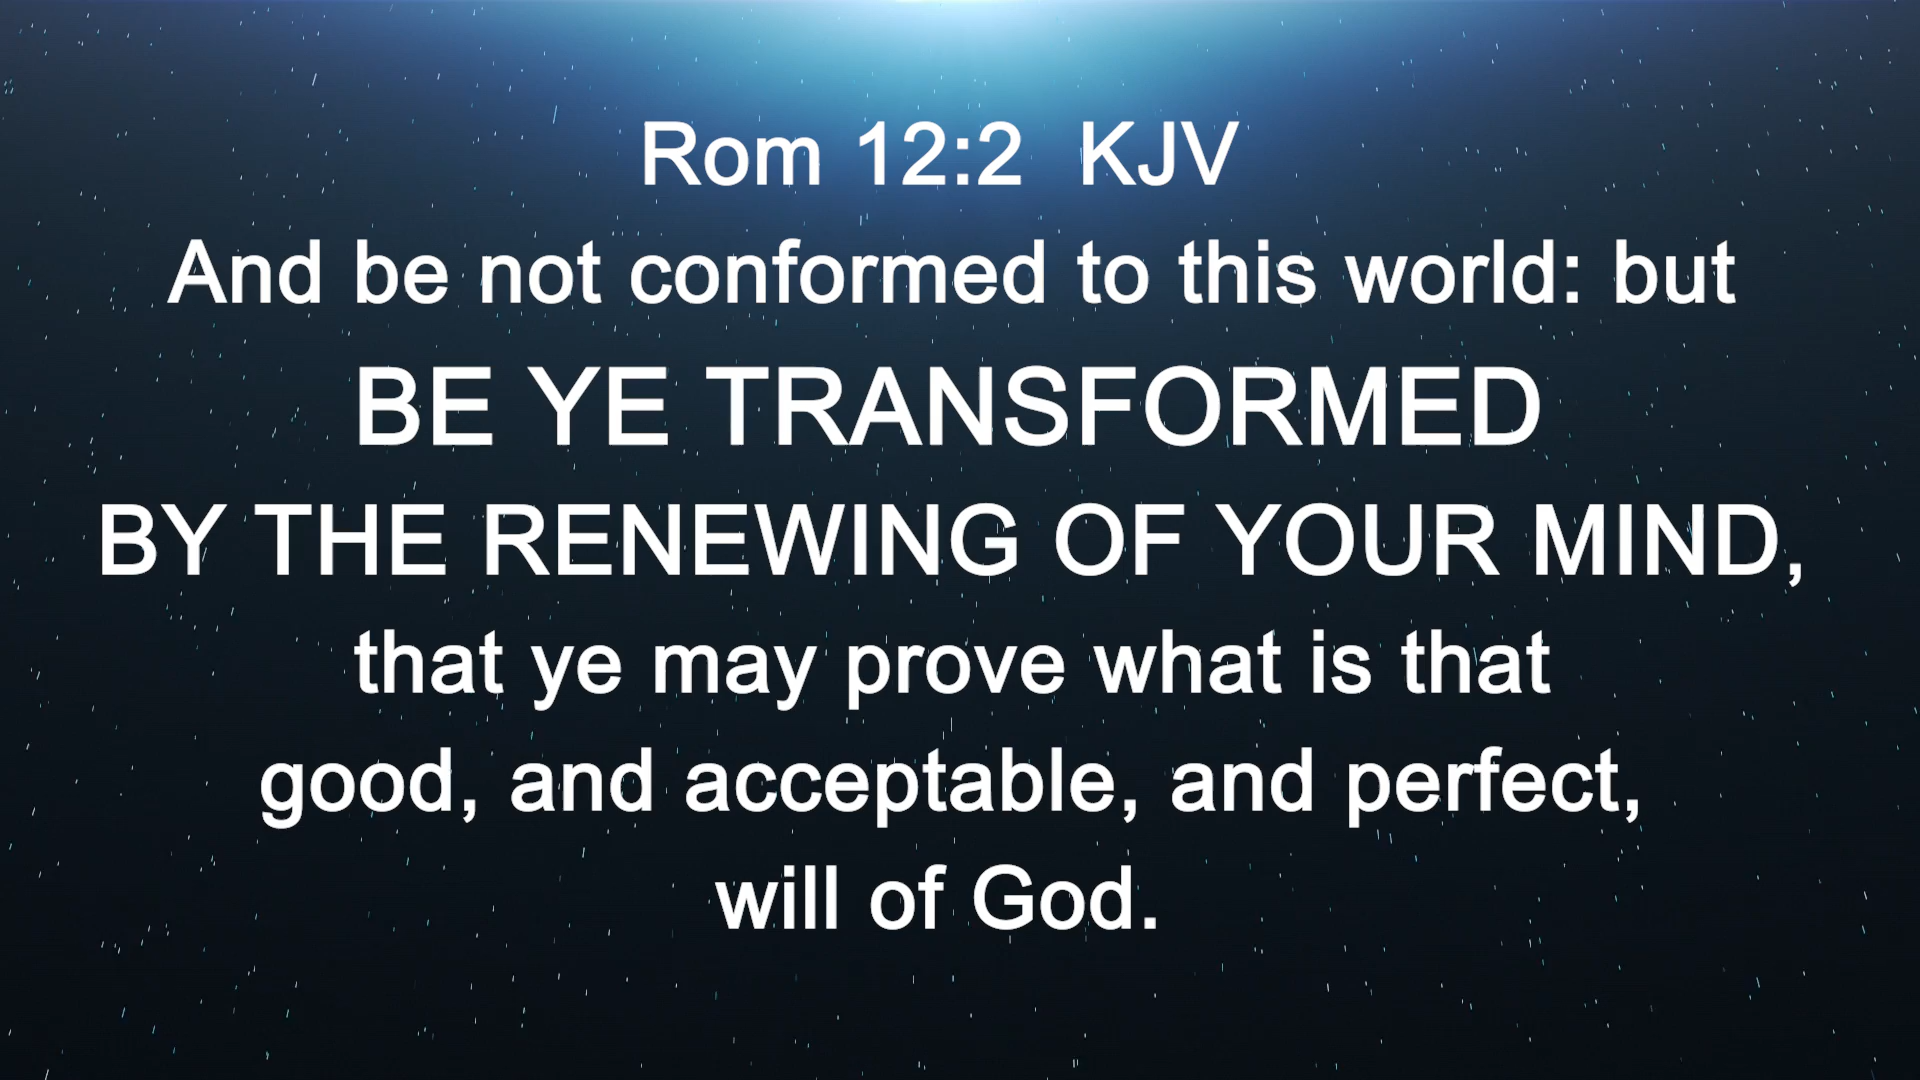 Rom 12:2  KJV
And be not conformed to this world: but
BE YE TRANSFORMED
BY THE RENEWING OF YOUR MIND,
that ye may prove what is that
good, and acceptable, and perfect,
will of God.